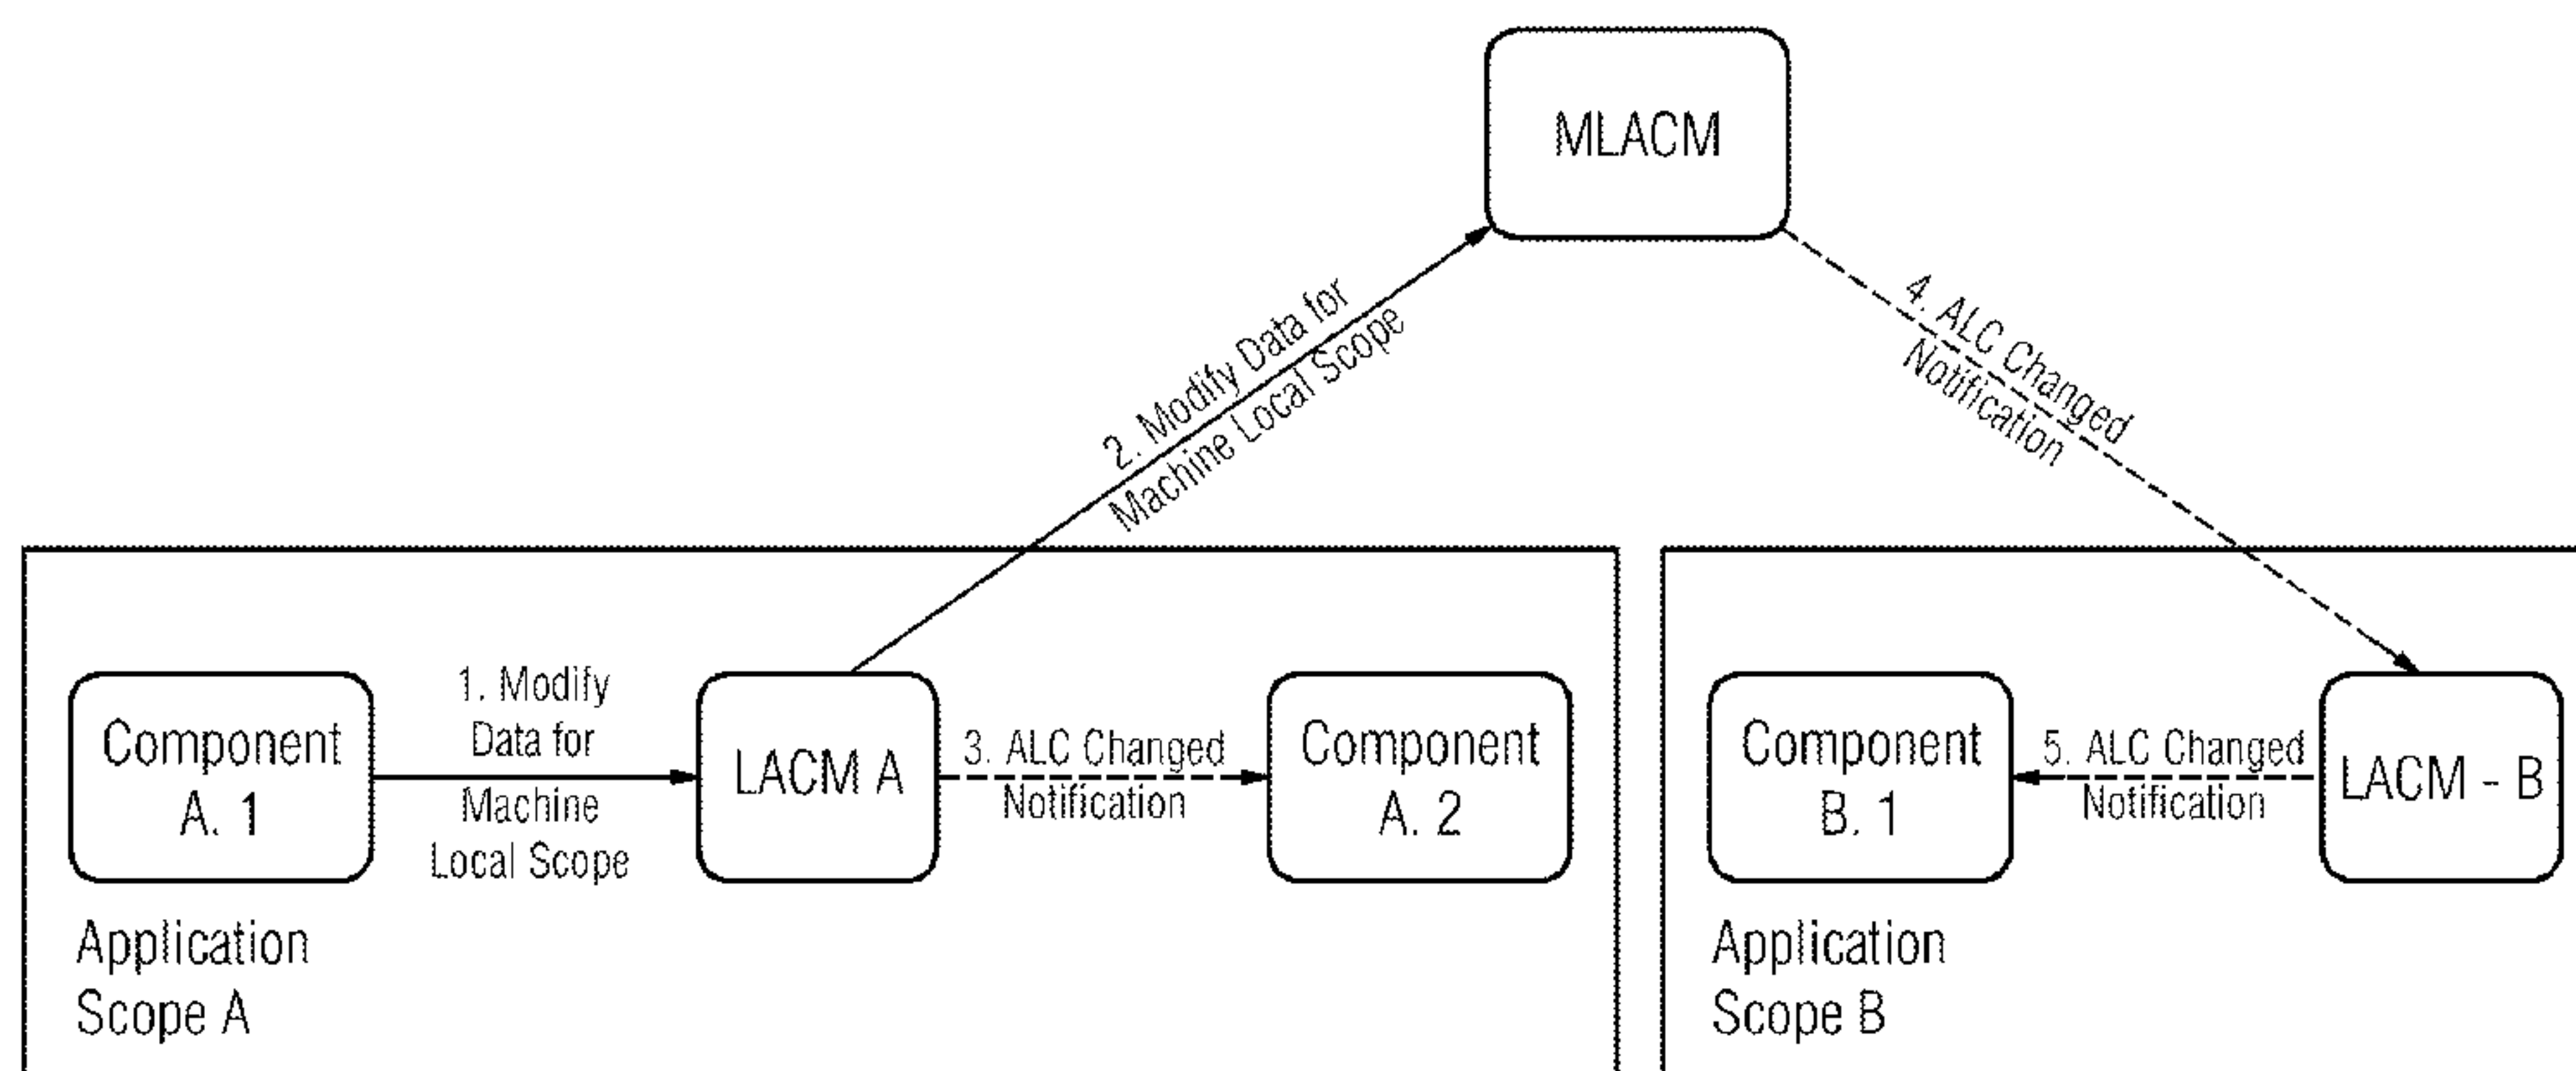 MLACM
2. Modify Data for
Machine Local Scope
4. ALC Changed
Notification
Component
A. 1
1. Modify
Data for
Machine
Local Scope
LACM A
3. ALC Changed
Notification
Component
A. 2
Application
Scope A
Component
B. 1
5. ALC Changed
Notification
LACM - B
Application
Scope B